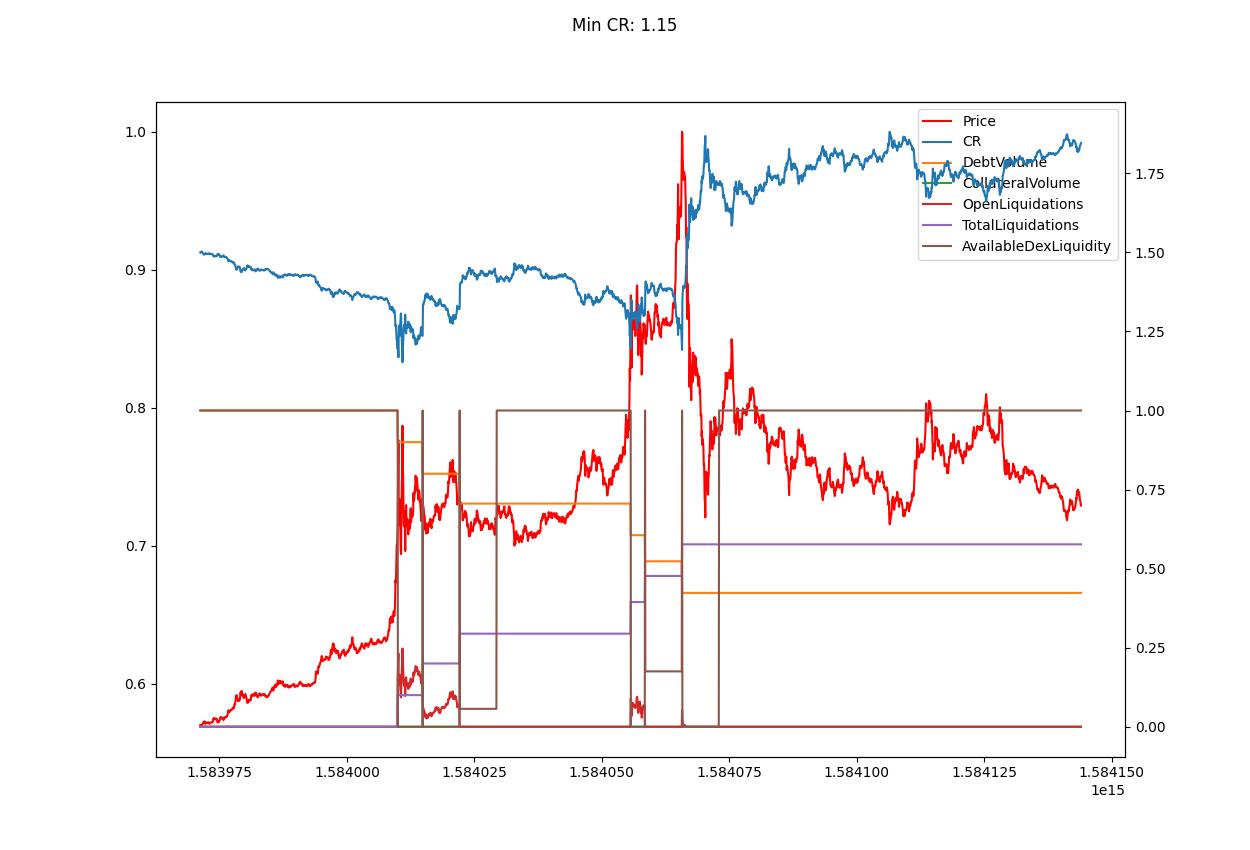 Min CR: 1.15
1.0
0.9
0.8
0.7
0.6
Price
CR
DebtVolume
CollateralVolume
OpenLiquidations
TotalLiquidations
AvailableDexLiquidity
1.75
1.50
1.25
1.00
0.75
0.50
0.25
0.00
1.583975 1.584000 1.584025 1.584050 1.584075 1.584100 1.584125 1.584150
1e15